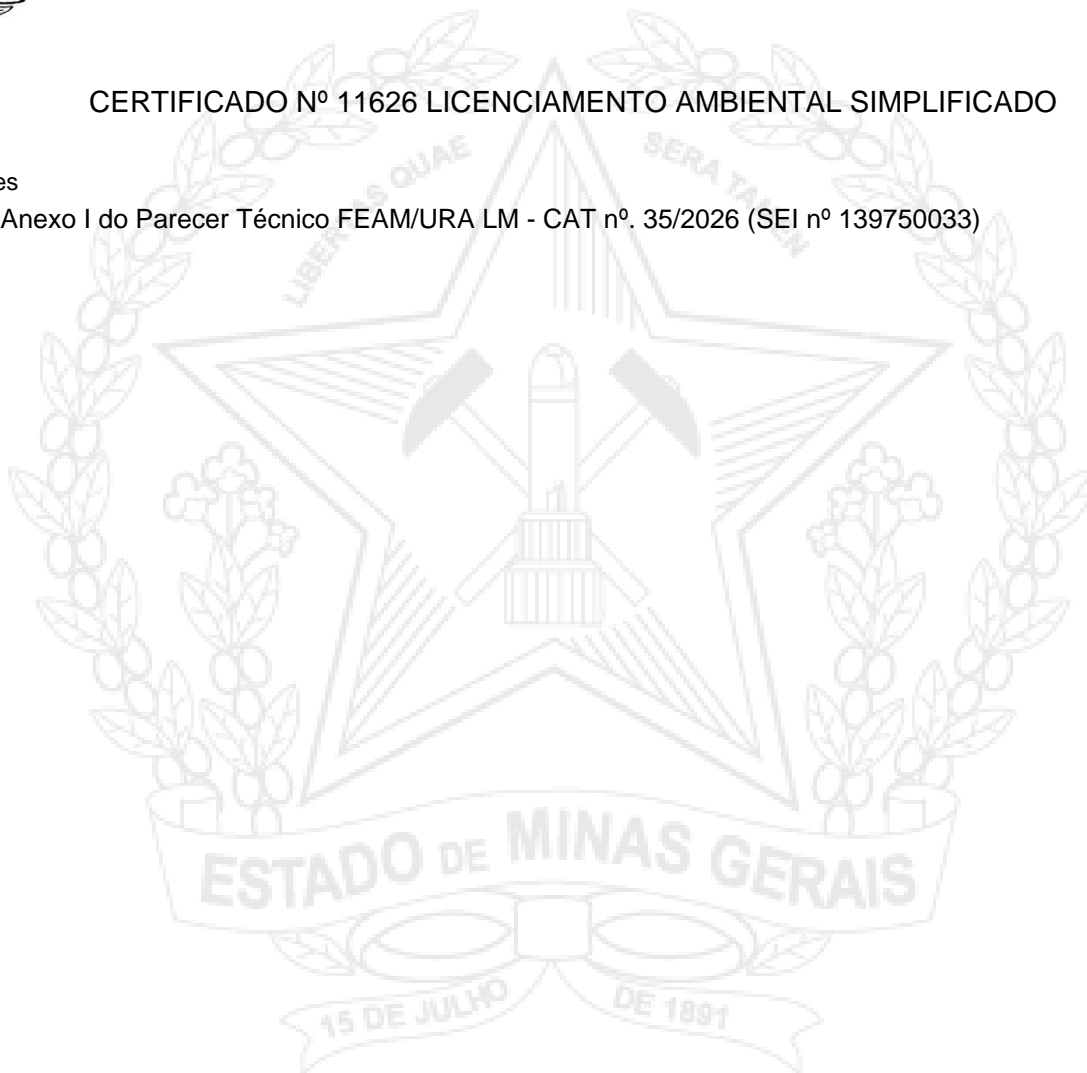 CERTIFICADO Nº 11626 LICENCIAMENTO AMBIENTAL SIMPLIFICADO
es
Anexo I do Parecer Técnico FEAM/URA LM - CAT nº. 35/2026 (SEI nº 139750033)
LIBERTAS QUAE SERA TAMEN
ESTADO DE MINAS GERAIS
15 DE JULHO DE 1891